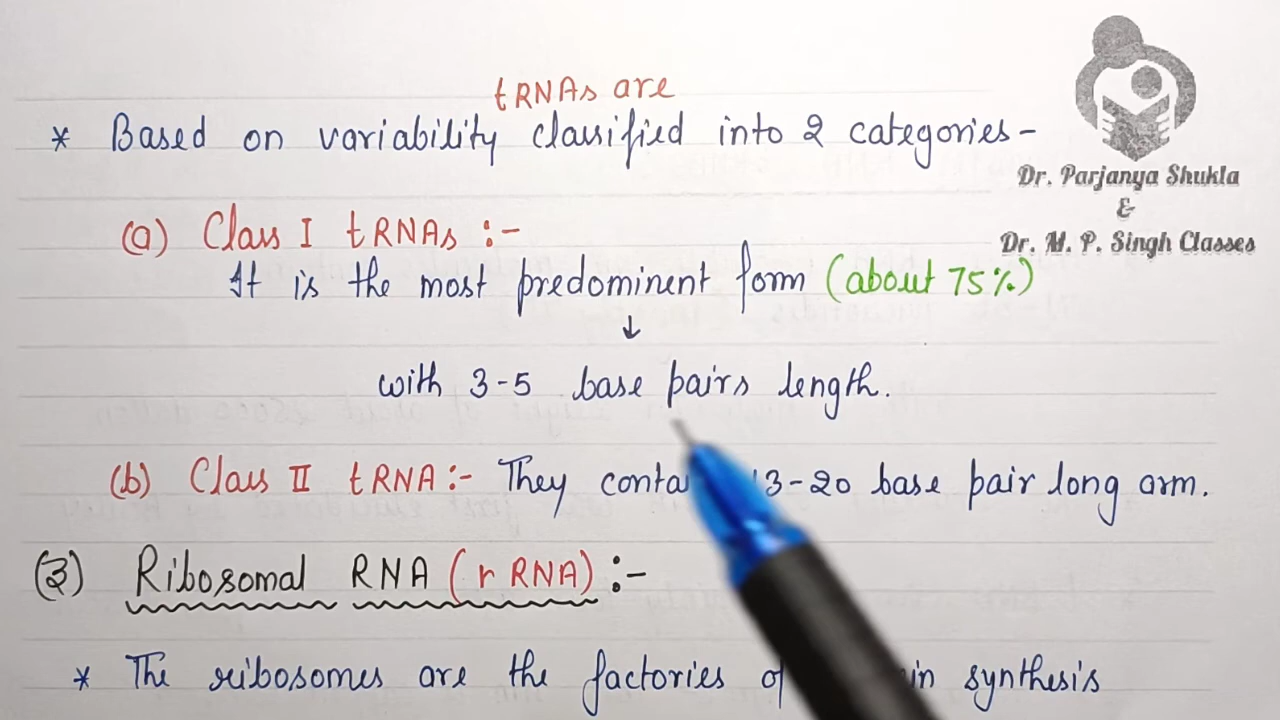 tRNAs are
* Based on variability classified into 2 categories-
(a) Class I tRNAs :-
It is the most predominent form (about 75%)
↓
with 3-5 base pairs length.
(b) Class II tRNA:- They 13-20 base pair long arm.
(3) Ribosomal RNA (rRNA) :-
* The ribosomes are the factories of synthesis
Dr. Parjanya Shukla
&
Dr. M. P. Singh Classes